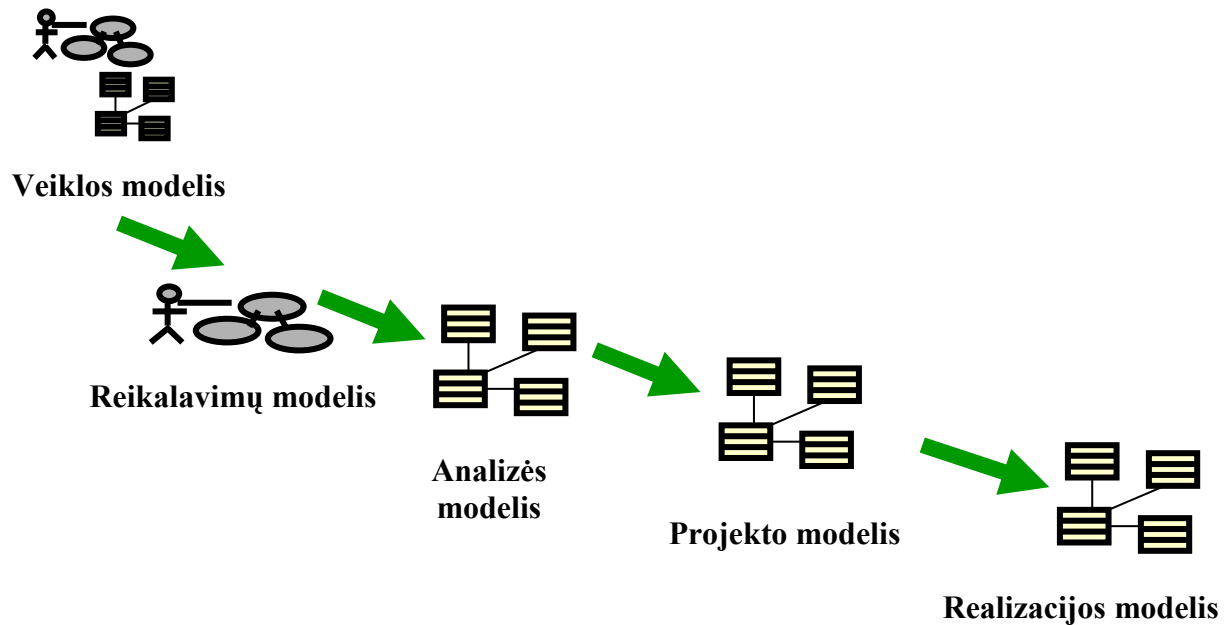 Veiklos modelis
Reikalavimų modelis
Analizės
modelis
Projekto modelis
Realizacijos modelis